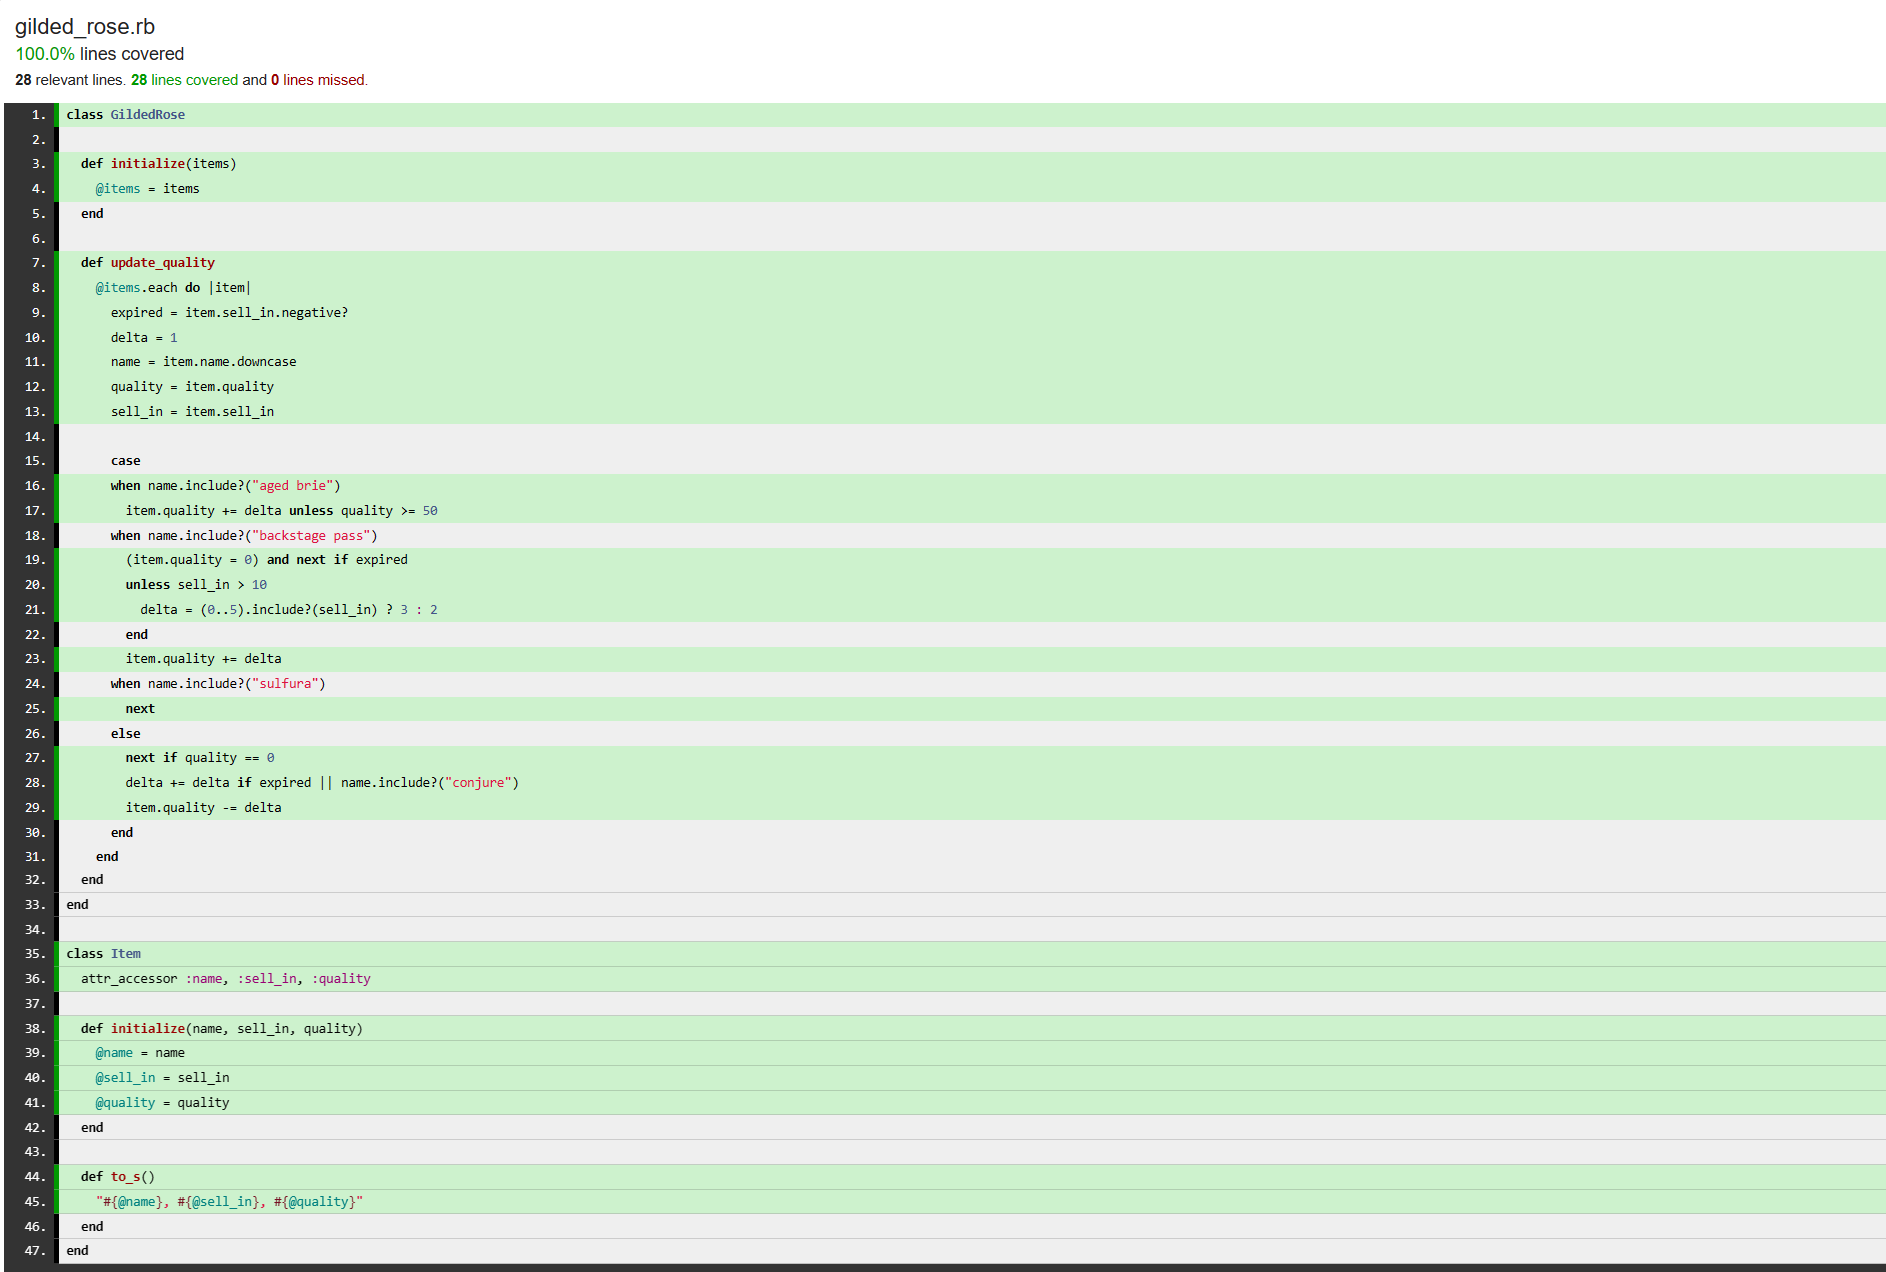 gilded_rose.rb
100.0% lines covered
28 relevant lines. 28 lines covered and 0 lines missed.
1. class GildedRose
2.
3.   def initialize(items)
4.     @items = items
5.   end
6.
7.   def update_quality
8.     @items.each do |item|
9.       expired = item.sell_in.negative?
10.       delta = 1
11.       name = item.name.downcase
12.       quality = item.quality
13.       sell_in = item.sell_in
14.
15.       case
16.       when name.include?("aged brie")
17.         item.quality += delta unless quality >= 50
18.       when name.include?("backstage pass")
19.         (item.quality = 0) and next if expired
20.         unless sell_in > 10
21.           delta = (0..5).include?(sell_in) ? 3 : 2
22.         end
23.         item.quality += delta
24.       when name.include?("sulfura")
25.         next
26.       else
27.         next if quality == 0
28.         delta += delta if expired || name.include?("conjure")
29.         item.quality -= delta
30.       end
31.     end
32.   end
33. end
34.
35. class Item
36.   attr_accessor :name, :sell_in, :quality
37.
38.   def initialize(name, sell_in, quality)
39.     @name = name
40.     @sell_in = sell_in
41.     @quality = quality
42.   end
43.
44.   def to_s()
45.     "#{@name}, #{@sell_in}, #{@quality}"
46.   end
47. end